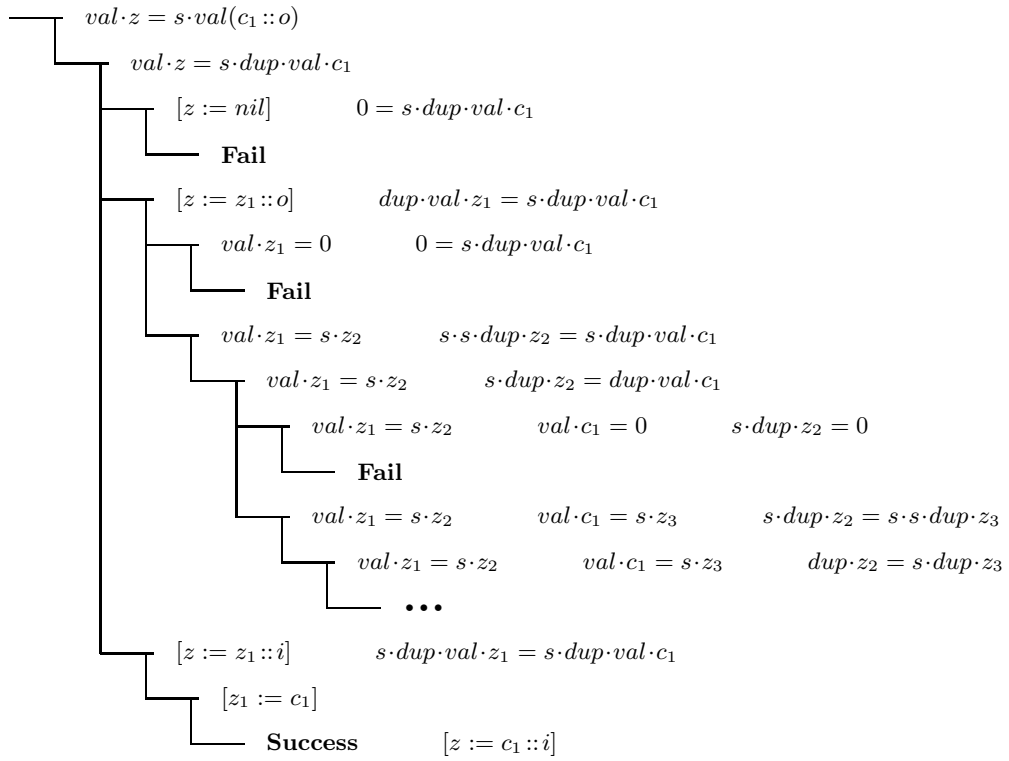 val·z = s·val(c₁::o)
val·z = s·dup·val·c₁
[z := nil] 0 = s·dup·val·c₁
Fail
[z := z₁::o] dup·val·z₁ = s·dup·val·c₁
val·z₁ = 0 0 = s·dup·val·c₁
Fail
val·z₁ = s·z₂ s·s·dup·z₂ = s·dup·val·c₁
val·z₁ = s·z₂ s·dup·z₂ = dup·val·c₁
val·z₁ = s·z₂ val·c₁ = 0 s·dup·z₂ = 0
Fail
val·z₁ = s·z₂ val·c₁ = s·z₃ s·dup·z₂ = s·s·dup·z₃
val·z₁ = s·z₂ val·c₁ = s·z₃ dup·z₂ = s·dup·z₃
•••
[z := z₁::i] s·dup·val·z₁ = s·dup·val·c₁
[z₁ := c₁]
Success [z := c₁::i]